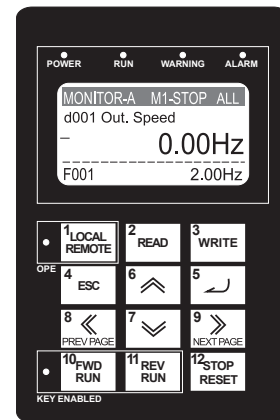 POWER RUN WARNING ALARM
MONITOR-A M1-STOP ALL
d001 Out. Speed
0.00Hz
F001 2.00Hz
1 LOCAL REMOTE 2 READ 3 WRITE
OPE
4 ESC 6 5
8 PREV PAGE 7 9 NEXT PAGE
10 FWD RUN 11 REV RUN 12 STOP RESET
KEY ENABLED